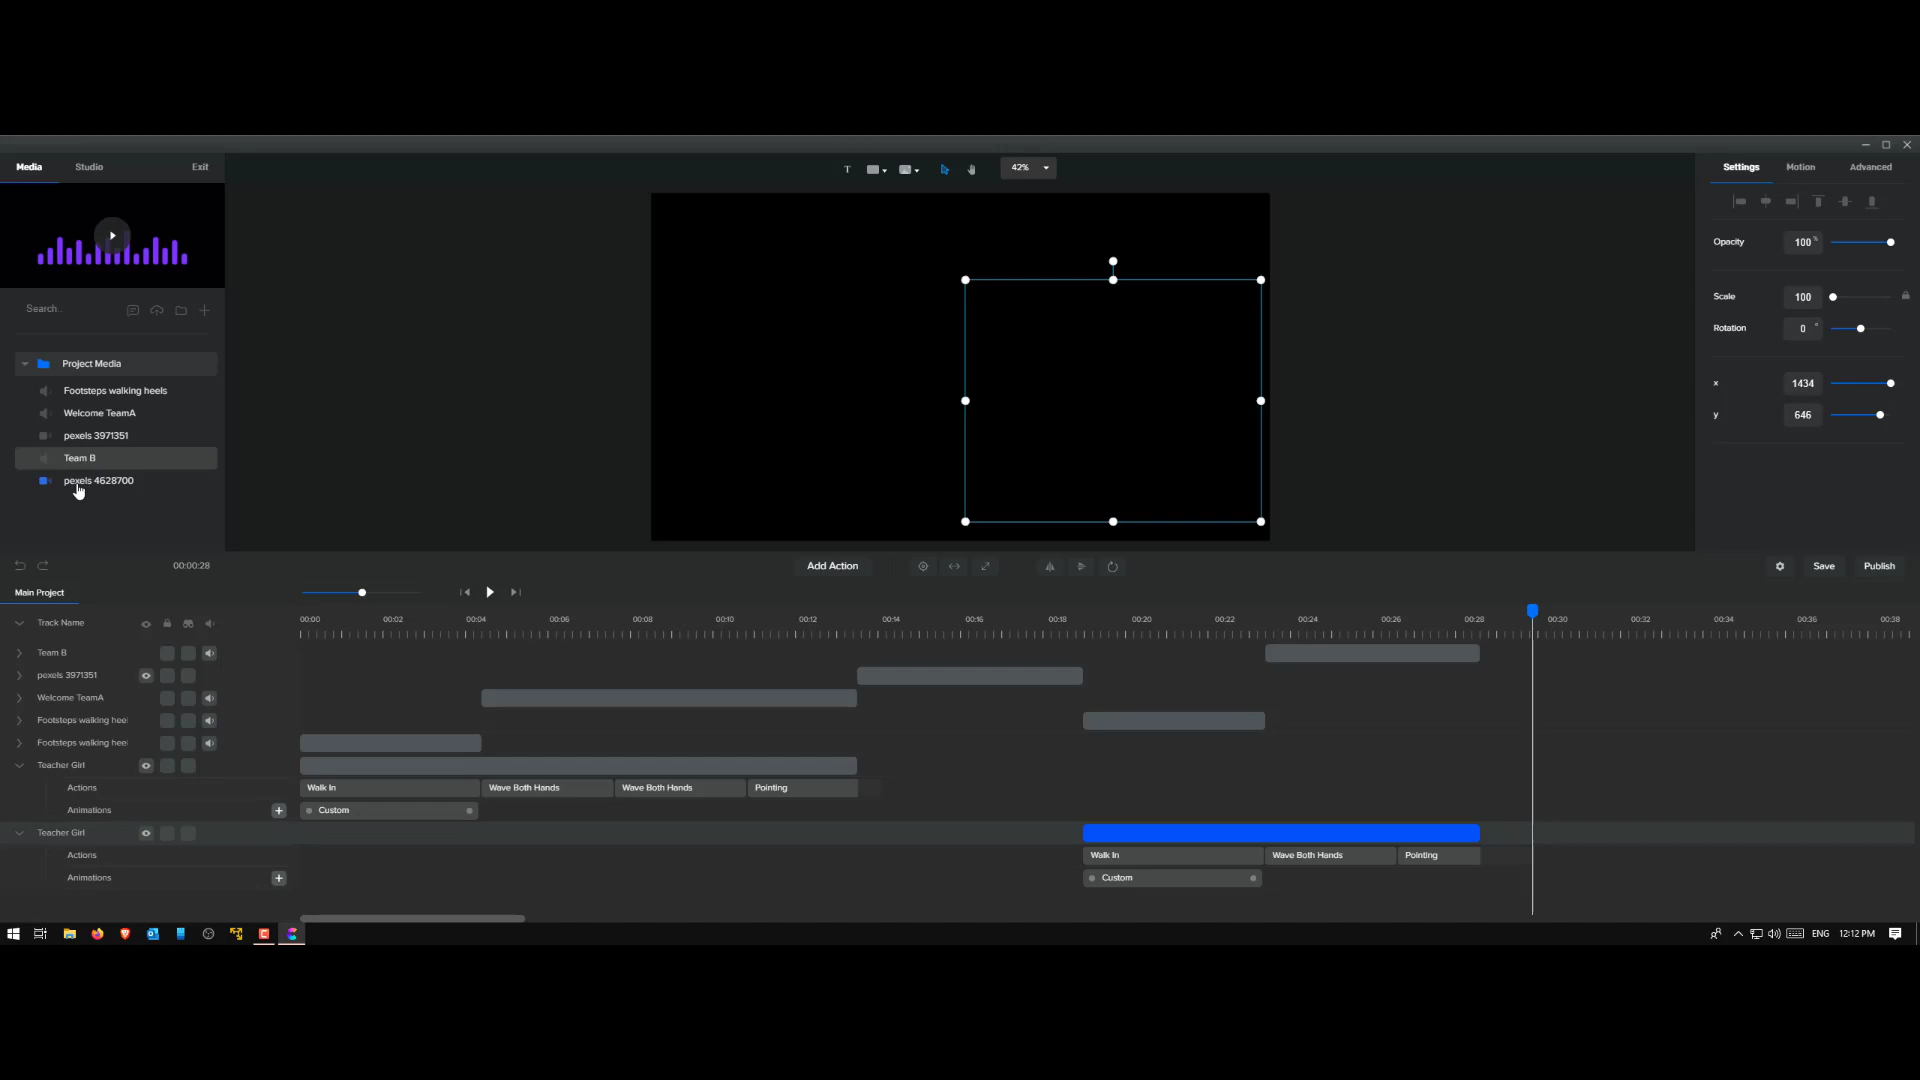 Media Studio Exit
T 42%
Settings Motion Advanced
Search..
Opacity 100 %
Scale 100
Rotation 0 °
x 1434
y 646
Project Media
Footsteps walking heels
Welcome TeamA
pexels 3971351
Team B
pexels 4628700
00:00:28
Add Action
Save Publish
Main Project
Track Name
00:00 00:02 00:04 00:06 00:08 00:10 00:12 00:14 00:16 00:18 00:20 00:22 00:24 00:26 00:28 00:30 00:32 00:34 00:36 00:38
Team B
pexels 3971351
Welcome TeamA
Footsteps walking heel
Footsteps walking heel
Teacher Girl
Actions Walk In Wave Both Hands Wave Both Hands Pointing
Animations + Custom
Teacher Girl
Actions Walk In Wave Both Hands Pointing
Animations + Custom
ENG 12:12 PM